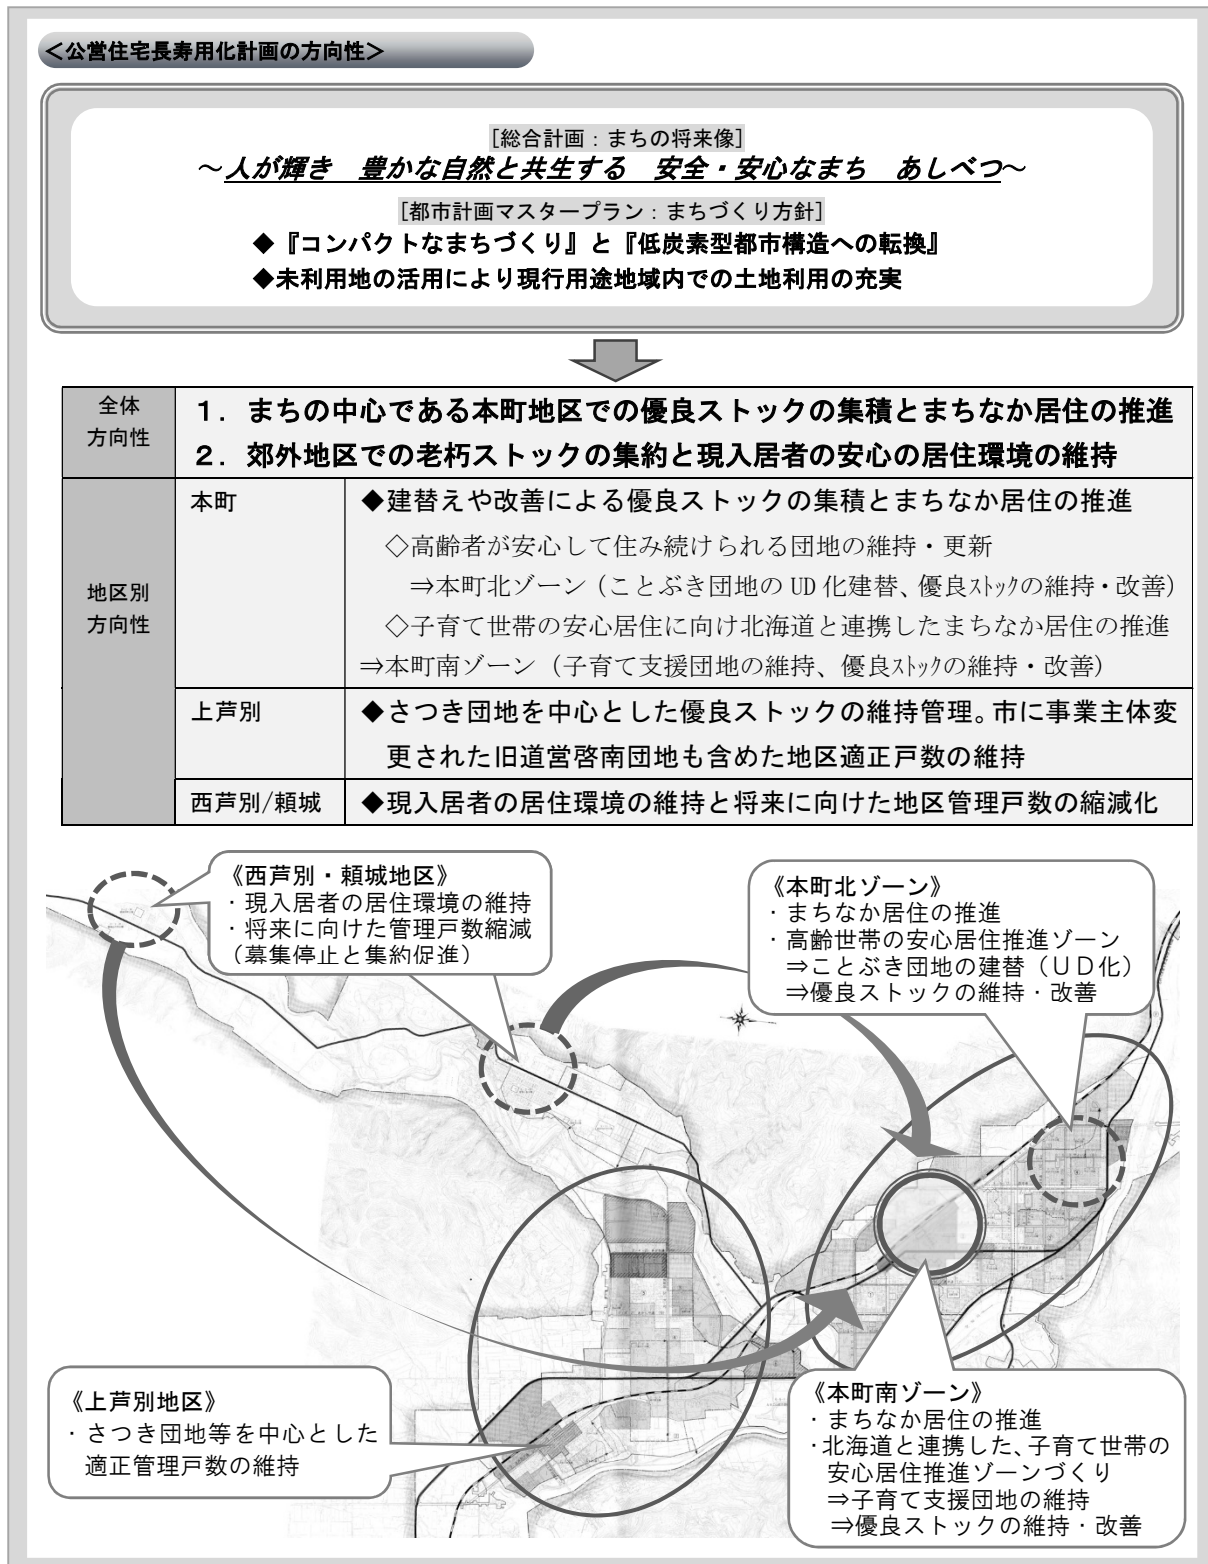 ＜公営住宅長寿用化計画の方向性＞
[総合計画：まちの将来像]
～人が輝き　豊かな自然と共生する　安全・安心なまち　あしべつ～
[都市計画マスタープラン：まちづくり方針]
◆『コンパクトなまちづくり』と『低炭素型都市構造への転換』
◆未利用地の活用により現行用途地域内での土地利用の充実
全体
方向性
１．まちの中心である本町地区での優良ストックの集積とまちなか居住の推進
２．郊外地区での老朽ストックの集約と現入居者の安心の居住環境の維持
地区別
方向性
本町
◆建替えや改善による優良ストックの集積とまちなか居住の推進
◇高齢者が安心して住み続けられる団地の維持・更新
⇒本町北ゾーン（ことぶき団地の UD 化建替、優良ｽﾄｯｸの維持・改善）
◇子育て世帯の安心居住に向け北海道と連携したまちなか居住の推進
⇒本町南ゾーン（子育て支援団地の維持、優良ｽﾄｯｸの維持・改善）
上芦別
◆さつき団地を中心とした優良ストックの維持管理。市に事業主体変
更された旧道営啓南団地も含めた地区適正戸数の維持
西芦別/頼城
◆現入居者の居住環境の維持と将来に向けた地区管理戸数の縮減化
《西芦別・頼城地区》
・現入居者の居住環境の維持
・将来に向けた管理戸数縮減
（募集停止と集約促進）
《本町北ゾーン》
・まちなか居住の推進
・高齢世帯の安心居住推進ゾーン
⇒ことぶき団地の建替（ＵＤ化）
⇒優良ストックの維持・改善
《上芦別地区》
・さつき団地等を中心とした
適正管理戸数の維持
《本町南ゾーン》
・まちなか居住の推進
・北海道と連携した、子育て世帯の
安心居住推進ゾーンづくり
⇒子育て支援団地の維持
⇒優良ストックの維持・改善